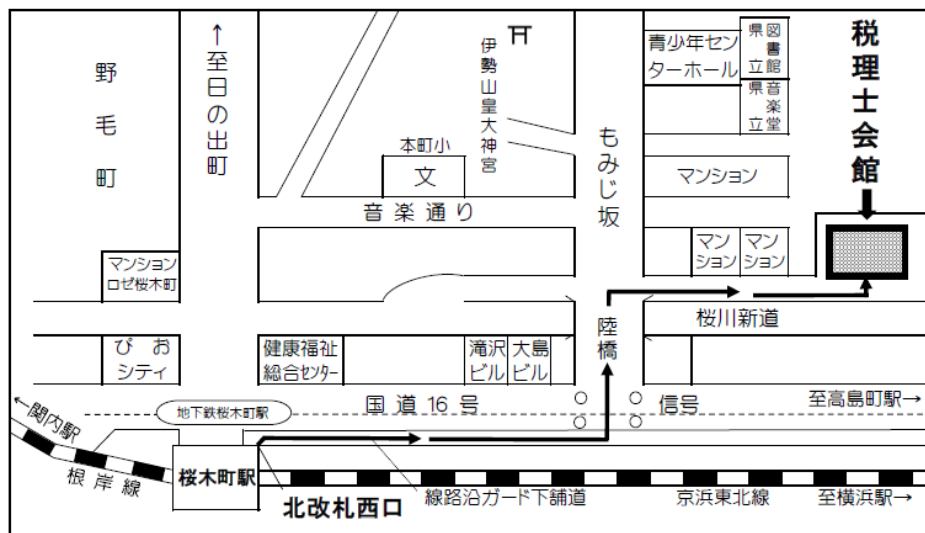 野毛町
↑至日の出町
伊勢山皇大神宮
青少年セン
ターホール
県立
図書館
県立
音楽堂
税理士会館
本町小
文
もみじ坂
マンション
音楽通り
マンション
ロゼ桜木町
マン
ション
マン
ション
桜川新道
ぴお
シティ
健康福祉
総合センター
滝沢
ビル
大島
ビル
陸橋
←関内駅
地下鉄桜木町駅
国道16号
信号
至高島町駅→
根岸線
桜木町駅
北改札西口
線路沿ガード下舗道
京浜東北線
至横浜駅→